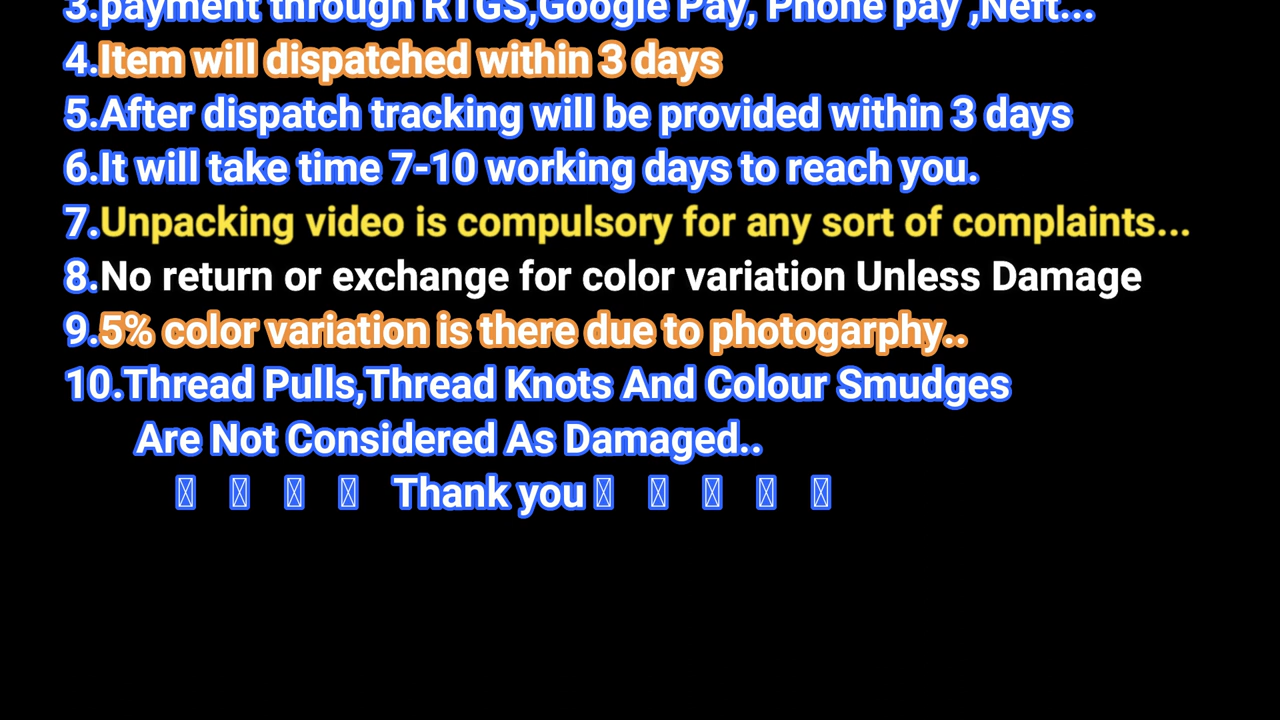 3.payment through RTGS,Google Pay, Phone pay ,Neft...
4.Item will dispatched within 3 days
5.After dispatch tracking will be provided within 3 days
6.It will take time 7-10 working days to reach you.
7.Unpacking video is compulsory for any sort of complaints...
8.No return or exchange for color variation Unless Damage
9.5% color variation is there due to photogarphy..
10.Thread Pulls,Thread Knots And Colour Smudges
Are Not Considered As Damaged..
Thank you